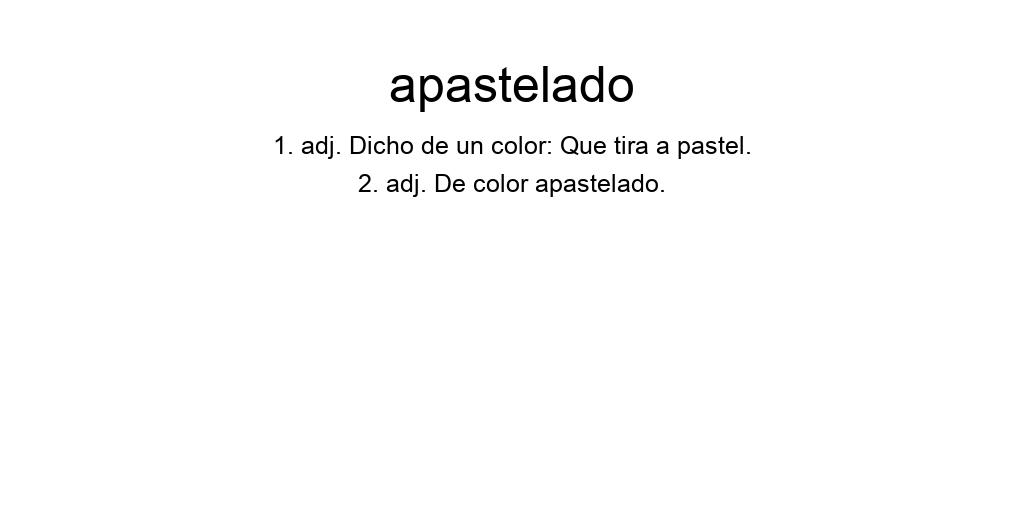 apastelado
1. adj. Dicho de un color: Que tira a pastel.
2. adj. De color apastelado.